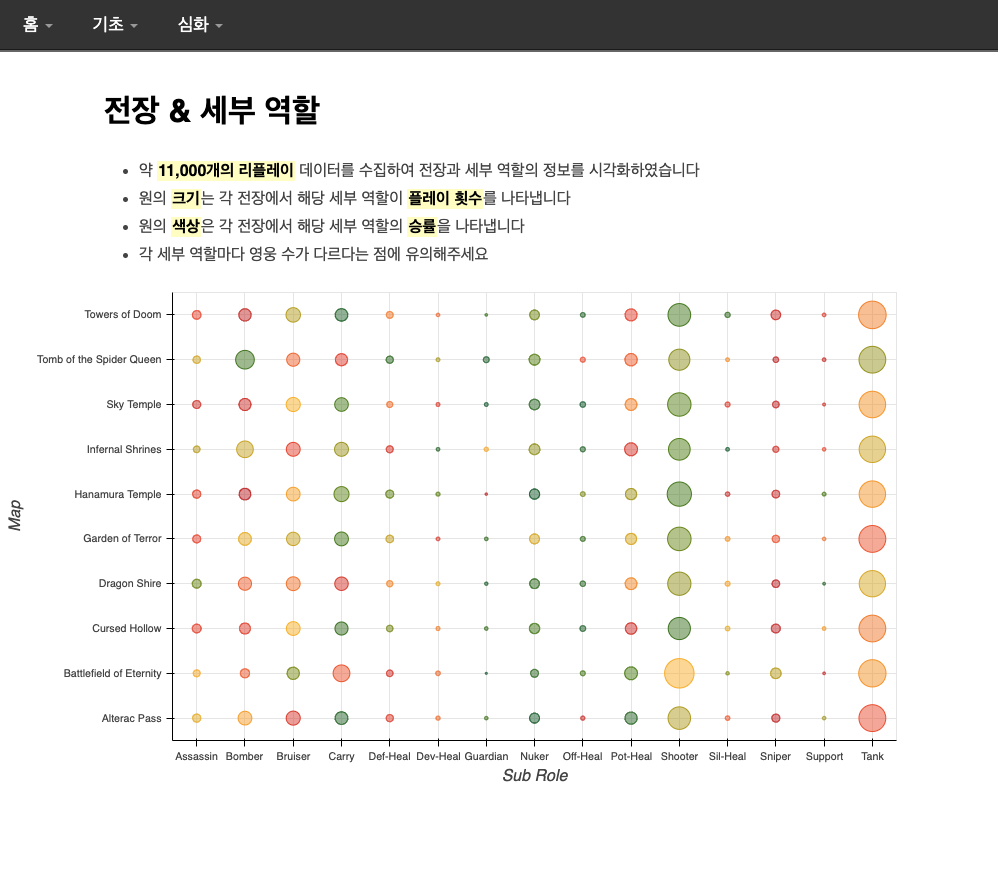 홈 기초 심화
전장 & 세부 역할
약 11,000개의 리플레이 데이터를 수집하여 전장과 세부 역할의 정보를 시각화하였습니다
원의 크기는 각 전장에서 해당 세부 역할이 플레이 횟수를 나타냅니다
원의 색상은 각 전장에서 해당 세부 역할의 승률을 나타냅니다
각 세부 역할마다 영웅 수가 다르다는 점에 유의해주세요
Towers of Doom
Tomb of the Spider Queen
Sky Temple
Infernal Shrines
Hanamura Temple
Garden of Terror
Dragon Shire
Cursed Hollow
Battlefield of Eternity
Alterac Pass
Map
Assassin Bomber Bruiser Carry Def-Heal Dev-Heal Guardian Nuker Off-Heal Pot-Heal Shooter Sil-Heal Sniper Support Tank
Sub Role